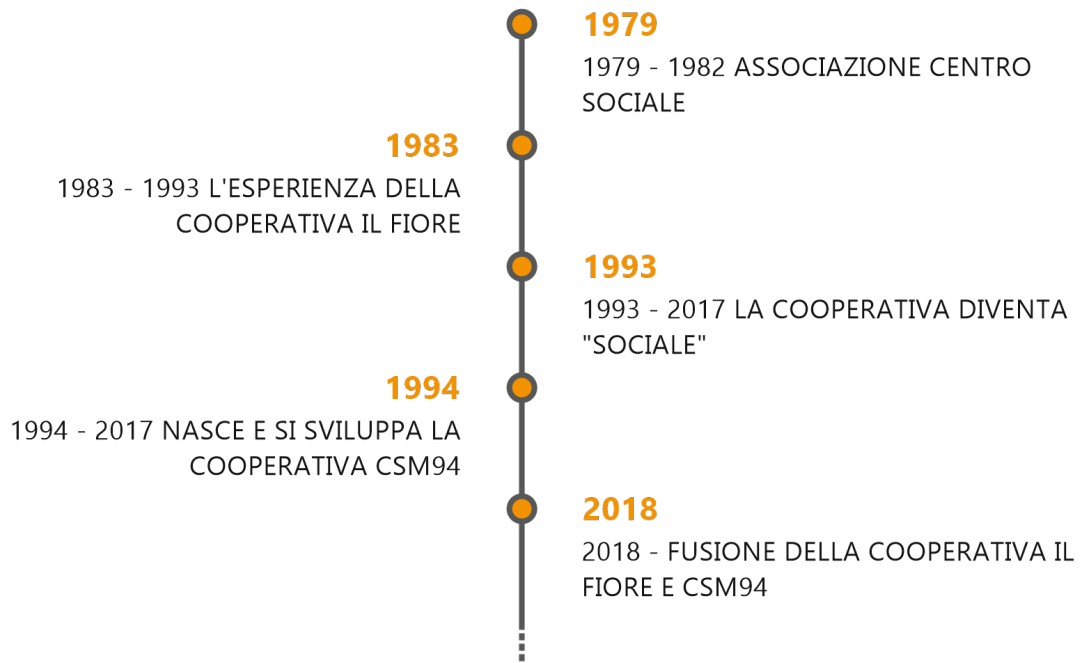 1979
1979 - 1982 ASSOCIAZIONE CENTRO
SOCIALE
1983
1983 - 1993 L'ESPERIENZA DELLA
COOPERATIVA IL FIORE
1993
1993 - 2017 LA COOPERATIVA DIVENTA
"SOCIALE"
1994
1994 - 2017 NASCE E SI SVILUPPA LA
COOPERATIVA CSM94
2018
2018 - FUSIONE DELLA COOPERATIVA IL
FIORE E CSM94